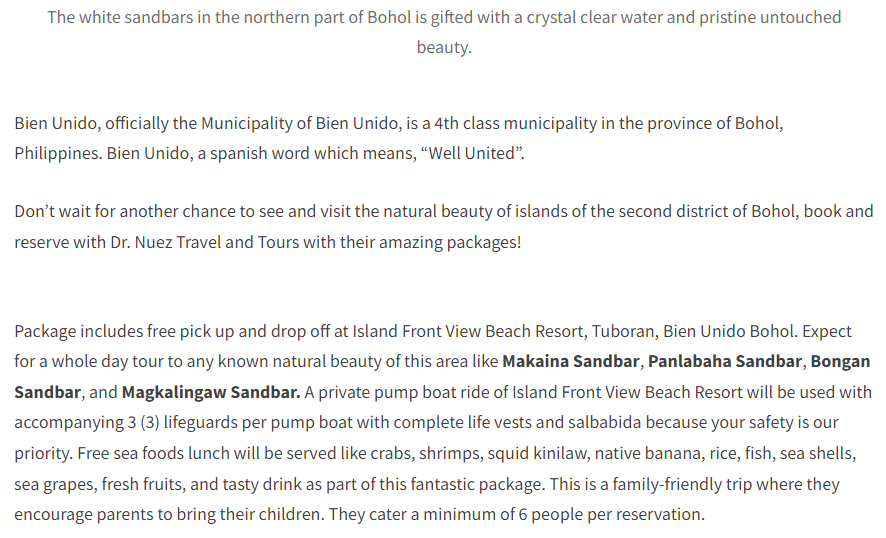 The white sandbars in the northern part of Bohol is gifted with a crystal clear water and pristine untouched
beauty.
Bien Unido, officially the Municipality of Bien Unido, is a 4th class municipality in the province of Bohol,
Philippines. Bien Unido, a spanish word which means, “Well United”.
Don’t wait for another chance to see and visit the natural beauty of islands of the second district of Bohol, book and
reserve with Dr. Nuez Travel and Tours with their amazing packages!
Package includes free pick up and drop off at Island Front View Beach Resort, Tuboran, Bien Unido Bohol. Expect
for a whole day tour to any known natural beauty of this area like Makaina Sandbar, Panlabaha Sandbar, Bongan
Sandbar, and Magkalingaw Sandbar. A private pump boat ride of Island Front View Beach Resort will be used with
accompanying 3 (3) lifeguards per pump boat with complete life vests and salbabida because your safety is our
priority. Free sea foods lunch will be served like crabs, shrimps, squid kinilaw, native banana, rice, fish, sea shells,
sea grapes, fresh fruits, and tasty drink as part of this fantastic package. This is a family-friendly trip where they
encourage parents to bring their children. They cater a minimum of 6 people per reservation.